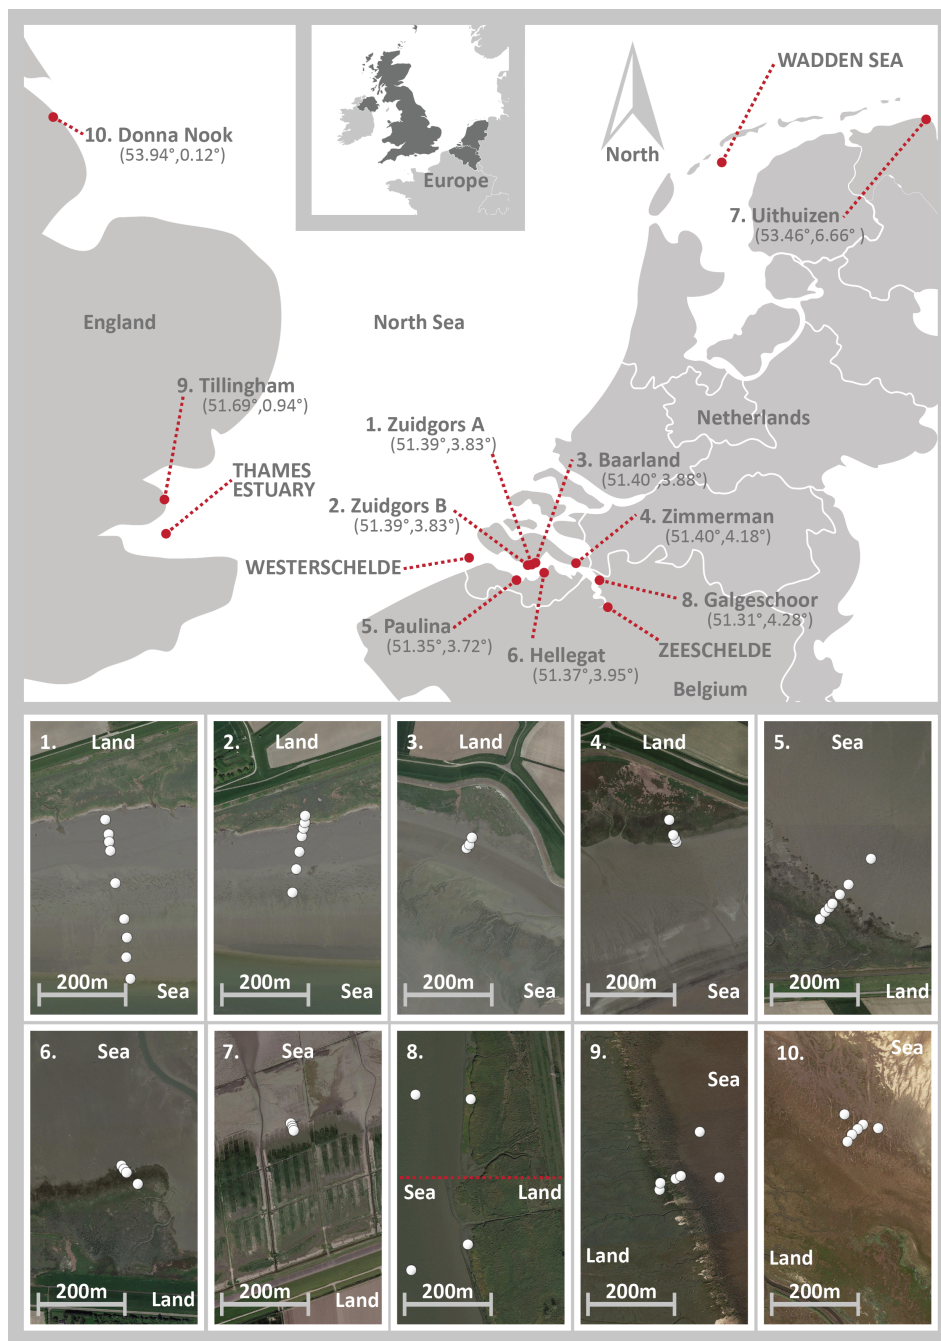 WADDEN SEA
10. Donna Nook
(53.94°,0.12°)
North
Europe
7. Uithuizen
(53.46°,6.66° )
England
North Sea
9. Tillingham
(51.69°,0.94°)
Netherlands
1. Zuidgors A
(51.39°,3.83°)
3. Baarland
(51.40°,3.88°)
THAMES
ESTUARY
2. Zuidgors B
(51.39°,3.83°)
4. Zimmerman
(51.40°,4.18°)
WESTERSCHELDE
8. Galgeschoor
(51.31°,4.28°)
5. Paulina
(51.35°,3.72°)
6. Hellegat
(51.37°,3.95°)
ZEESCHELDE
Belgium
1. Land
200m
Sea
2. Land
200m
Sea
3. Land
200m
Sea
4. Land
200m
Sea
5. Sea
200m
Land
6. Sea
200m
Land
7. Sea
200m
Land
8.
Sea Land
200m
9.
Sea
Land
200m
10. Sea
Land
200m